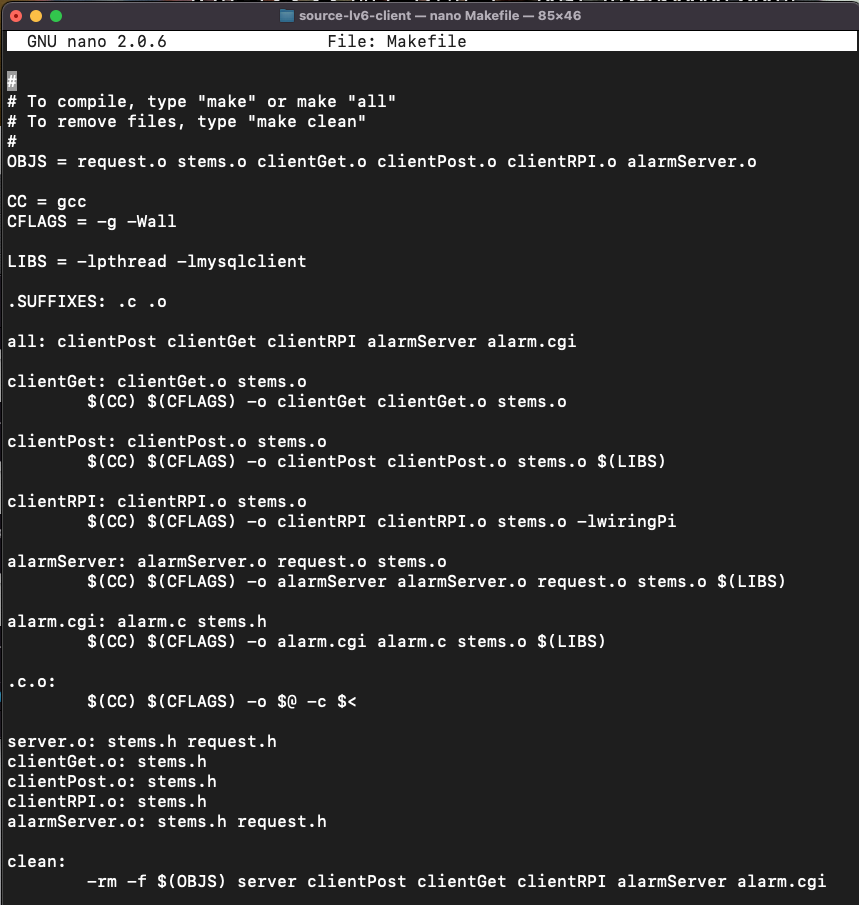 source-lv6-client — nano Makefile — 85×46
GNU nano 2.0.6 File: Makefile
#
# To compile, type "make" or make "all"
# To remove files, type "make clean"
#
OBJS = request.o stems.o clientGet.o clientPost.o clientRPI.o alarmServer.o
CC = gcc
CFLAGS = -g -Wall
LIBS = -lpthread -lmysqlclient
.SUFFIXES: .c .o
all: clientPost clientGet clientRPI alarmServer alarm.cgi
clientGet: clientGet.o stems.o
$(CC) $(CFLAGS) -o clientGet clientGet.o stems.o
clientPost: clientPost.o stems.o
$(CC) $(CFLAGS) -o clientPost clientPost.o stems.o $(LIBS)
clientRPI: clientRPI.o stems.o
$(CC) $(CFLAGS) -o clientRPI clientRPI.o stems.o -lwiringPi
alarmServer: alarmServer.o request.o stems.o
$(CC) $(CFLAGS) -o alarmServer alarmServer.o request.o stems.o $(LIBS)
alarm.cgi: alarm.c stems.h
$(CC) $(CFLAGS) -o alarm.cgi alarm.c stems.o $(LIBS)
.c.o:
$(CC) $(CFLAGS) -o $@ -c $<
server.o: stems.h request.h
clientGet.o: stems.h
clientPost.o: stems.h
clientRPI.o: stems.h
alarmServer.o: stems.h request.h
clean:
-rm -f $(OBJS) server clientPost clientGet clientRPI alarmServer alarm.cgi